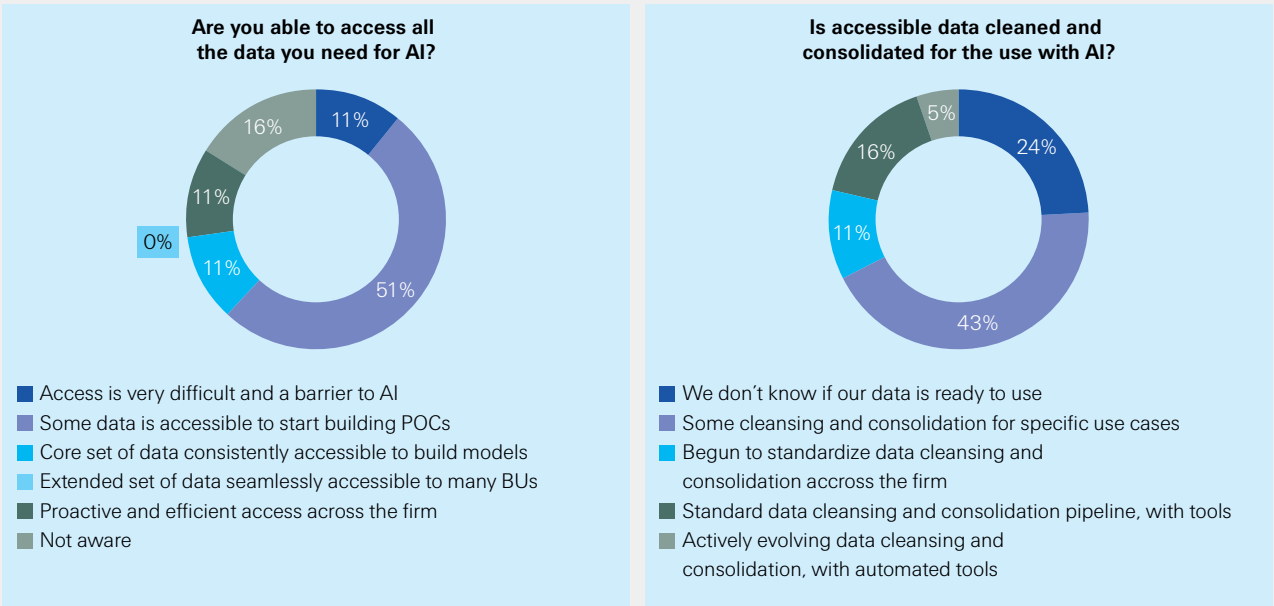 Are you able to access all
the data you need for AI?
11%
51%
11%
0%
11%
16%
Access is very difficult and a barrier to AI
Some data is accessible to start building POCs
Core set of data consistently accessible to build models
Extended set of data seamlessly accessible to many BUs
Proactive and efficient access across the firm
Not aware
Is accessible data cleaned and
consolidated for the use with AI?
24%
43%
11%
16%
5%
We don't know if our data is ready to use
Some cleansing and consolidation for specific use cases
Begun to standardize data cleansing and
consolidation accross the firm
Standard data cleansing and consolidation pipeline, with tools
Actively evolving data cleansing and
consolidation, with automated tools